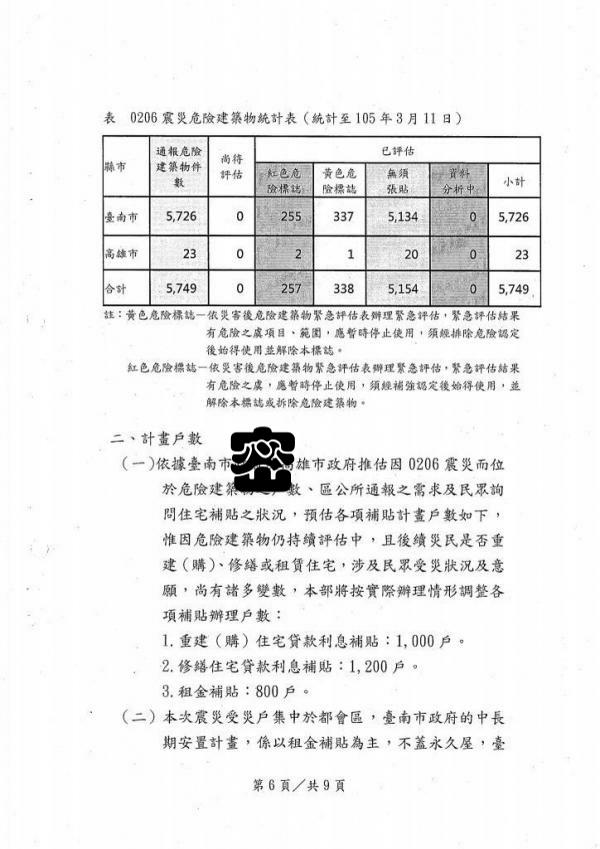 表 0206震災危險建築物統計表（統計至105年3月11日）
縣市 通報危險建築物件數 尚待評估 已評估
紅色危險標誌 黃色危險標誌 無須張貼 資料分析中 小計
臺南市 5,726 0 255 337 5,134 0 5,726
高雄市 23 0 2 1 20 0 23
合計 5,749 0 257 338 5,154 0 5,749
註：黃色危險標誌－依災害後危險建築物緊急評估表辦理緊急評估，緊急評估結果
有危險之虞項目、範圍，應暫時停止使用，須經排除危險認定
後始得使用並解除本標誌。
紅色危險標誌－依災害後危險建築物緊急評估表辦理緊急評估，緊急評估結果
有危險之虞，應暫時停止使用，須經補強認定後始得使用，並
解除本標誌或拆除危險建築物。
二、計畫戶數
密
（一）依據臺南市 高雄市政府推估因0206震災而位
於危險建築物之戶數、區公所通報之需求及民眾詢
問住宅補貼之狀況，預估各項補貼計畫戶數如下，
惟因危險建築物仍持續評估中，且後續災民是否重
建（購）、修繕或租賃住宅，涉及民眾受災狀況及意
願，尚有諸多變數，本部將按實際辦理情形調整各
項補貼辦理戶數：
1.重建（購）住宅貸款利息補貼：1,000戶。
2.修繕住宅貸款利息補貼：1,200戶。
3.租金補貼：800戶。
（二）本次震災受災戶集中於都會區，臺南市政府的中長
期安置計畫，係以租金補貼為主，不蓋永久屋，臺
第6頁／共9頁